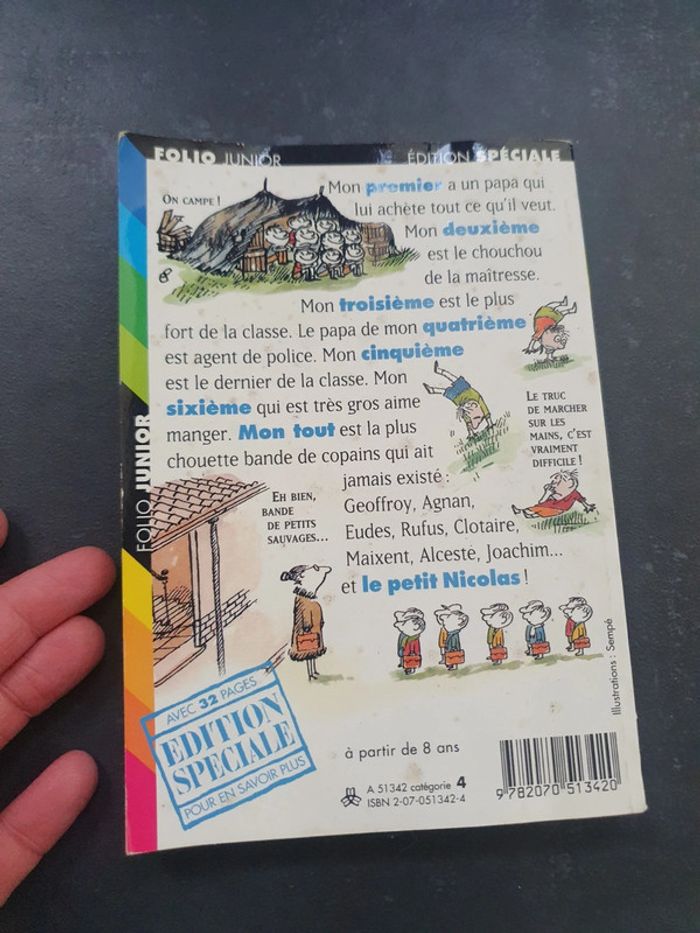 FOLIO JUNIOR ÉDITION SPÉCIALE
ON CAMPE !
Mon premier a un papa qui
lui achète tout ce qu'il veut.
Mon deuxième
est le chouchou
de la maîtresse.
Mon troisième est le plus
fort de la classe. Le papa de mon quatrième
est agent de police. Mon cinquième
est le dernier de la classe. Mon
sixième qui est très gros aime
manger. Mon tout est la plus
chouette bande de copains qui ait
jamais existé :
Geoffroy, Agnan,
Eudes, Rufus, Clotaire,
Maixent, Alceste, Joachim...
et le petit Nicolas !
LE TRUC
DE MARCHER
SUR LES
MAINS, C'EST
VRAIMENT
DIFFICILE !
EH BIEN,
BANDE
DE PETITS
SAUVAGES...
FOLIO JUNIOR
Illustrations : Sempé
AVEC 32 PAGES
EDITION
SPECIALE
POUR EN SAVOIR PLUS
à partir de 8 ans
A 51342 catégorie 4
ISBN 2-07-051342-4
9 782070 513420